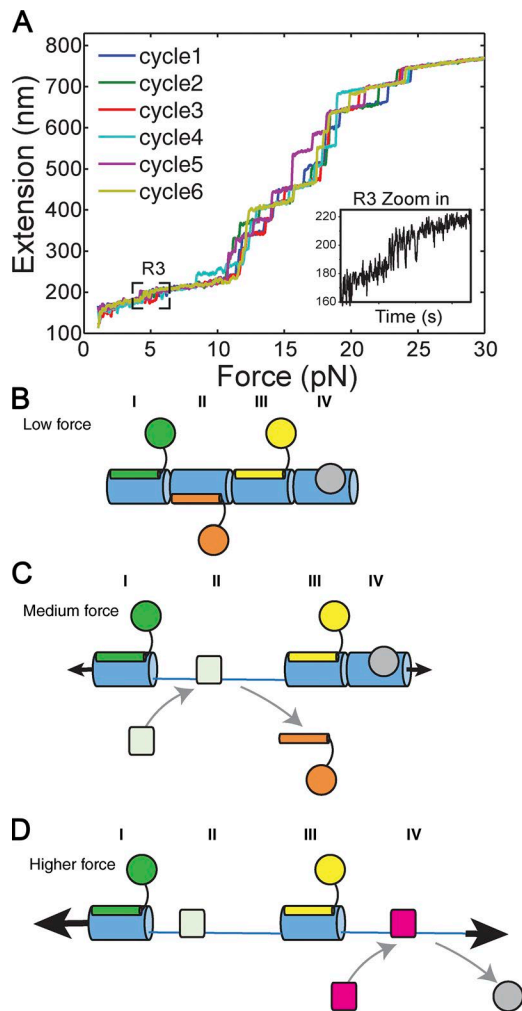 A
800
700
600
500
400
300
200
100
Extension (nm)
cycle1
cycle2
cycle3
cycle4
cycle5
cycle6
R3
R3 Zoom in
220
200
180
160
Time (s)
0 5 10 15 20 25 30
Force (pN)
B
I II III IV
Low force
C
I II III IV
Medium force
D
I II III IV
Higher force